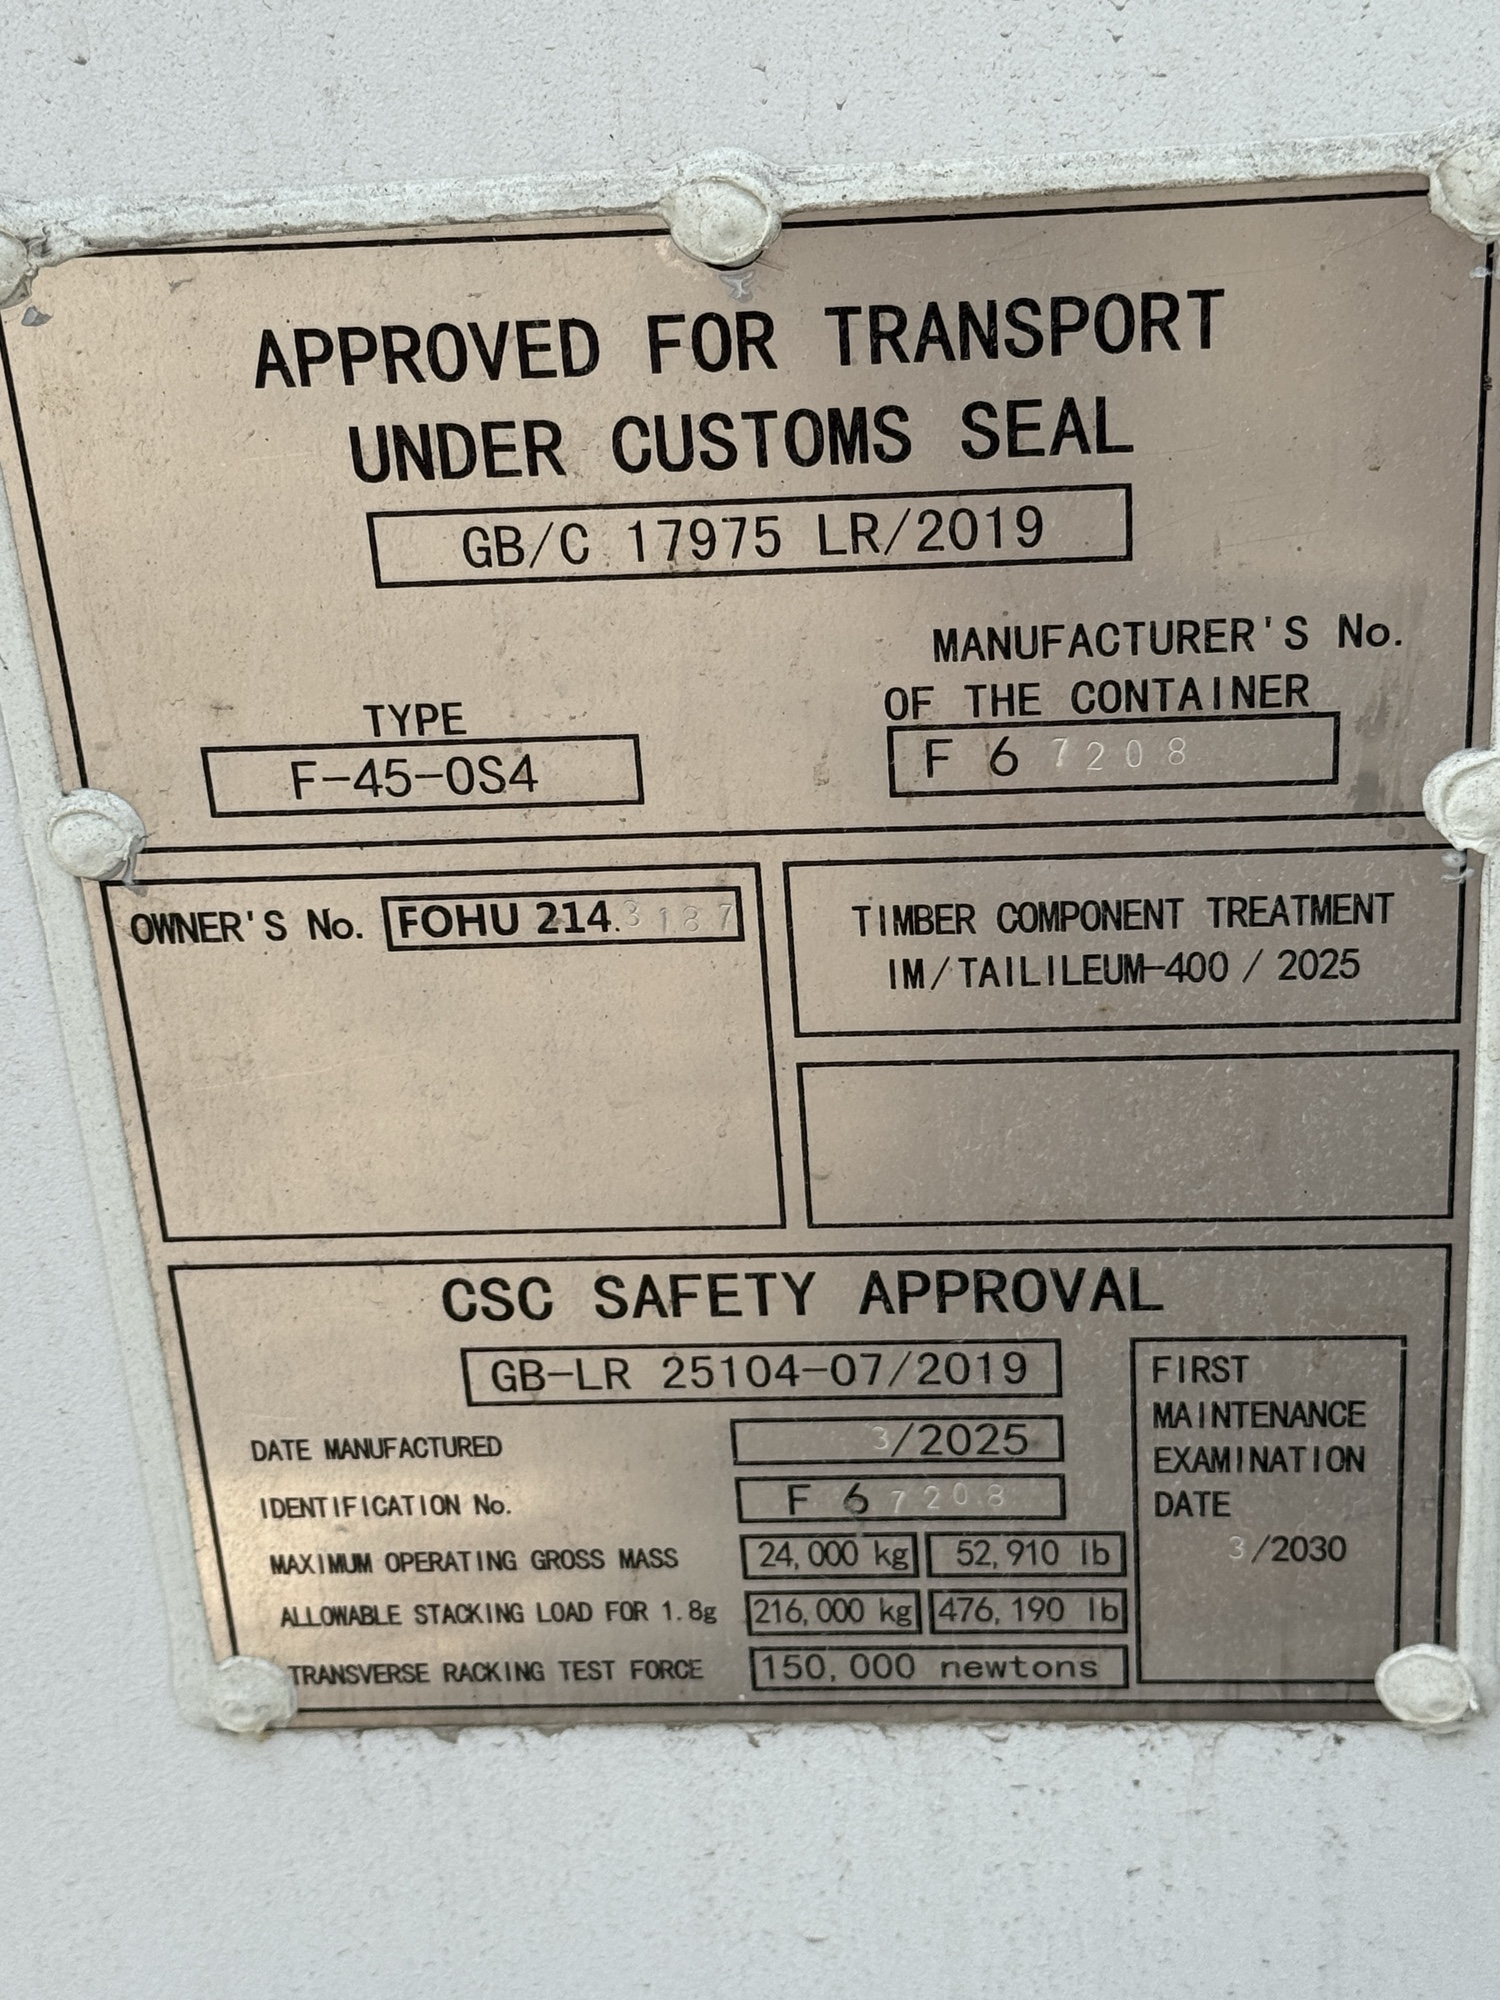 APPROVED FOR TRANSPORT
UNDER CUSTOMS SEAL
GB/C 17975 LR/2019
TYPE
F-45-0S4
MANUFACTURER'S No.
OF THE CONTAINER
F 6 7208
OWNER'S No. FOHU 214 3187
TIMBER COMPONENT TREATMENT
IM/TAILILEUM-400 / 2025
CSC SAFETY APPROVAL
GB-LR 25104-07/2019
DATE MANUFACTURED 3/2025
IDENTIFICATION No. F 6 7208
MAXIMUM OPERATING GROSS MASS 24,000 kg 52,910 lb
ALLOWABLE STACKING LOAD FOR 1.8g 216,000 kg 476,190 lb
TRANSVERSE RACKING TEST FORCE 150,000 newtons
FIRST
MAINTENANCE
EXAMINATION
DATE
3/2030